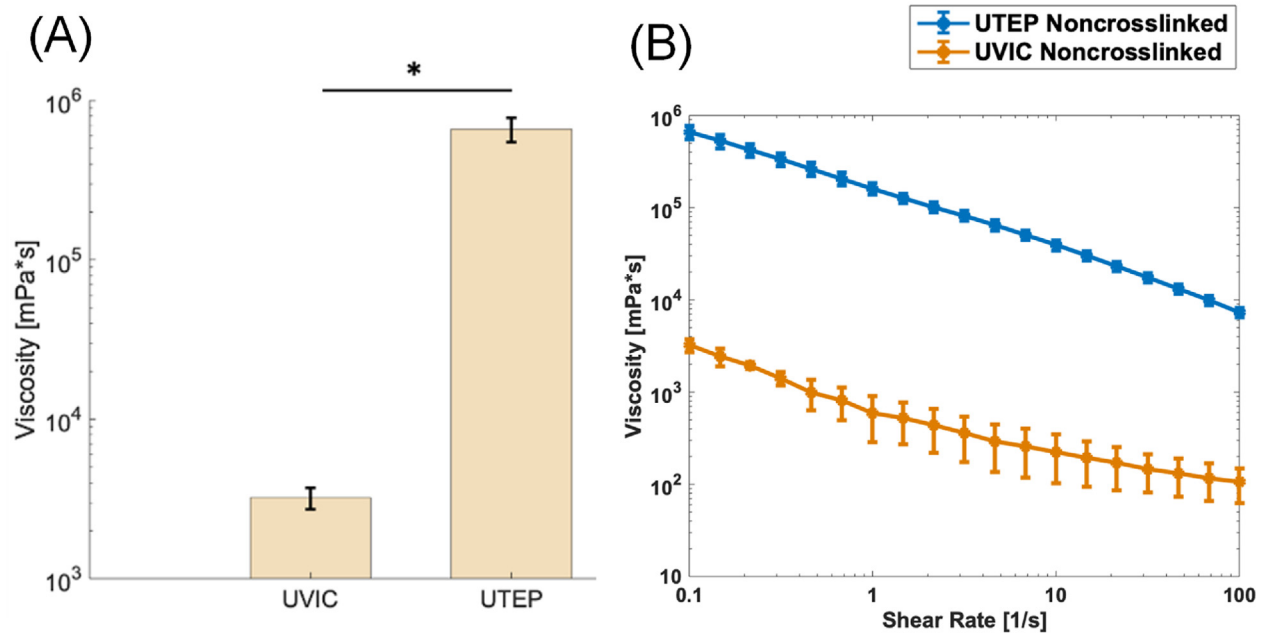 (A)
*
10^6
10^5
10^4
10^3
Viscosity [mPa*s]
UVIC
UTEP
(B)
UTEP Noncrosslinked
UVIC Noncrosslinked
10^6
10^5
10^4
10^3
10^2
10
Viscosity [mPa*s]
0.1
1
10
100
Shear Rate [1/s]